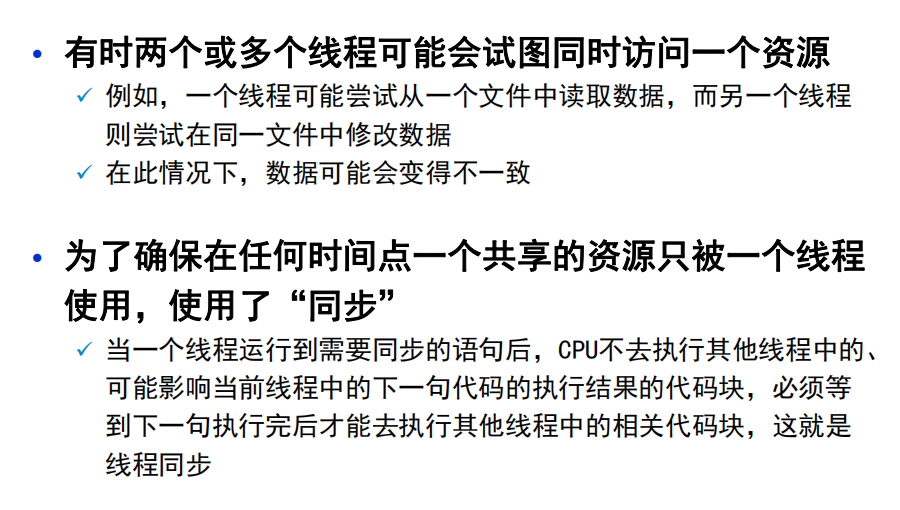 • 有时两个或多个线程可能会试图同时访问一个资源
✓ 例如，一个线程可能尝试从一个文件中读取数据，而另一个线程
则尝试在同一文件中修改数据
✓ 在此情况下，数据可能会变得不一致
• 为了确保在任何时间点一个共享的资源只被一个线程
使用，使用了“同步”
✓ 当一个线程运行到需要同步的语句后，CPU不去执行其他线程中的、
可能影响当前线程中的下一句代码的执行结果的代码块，必须等
到下一句执行完后才能去执行其他线程中的相关代码块，这就是
线程同步